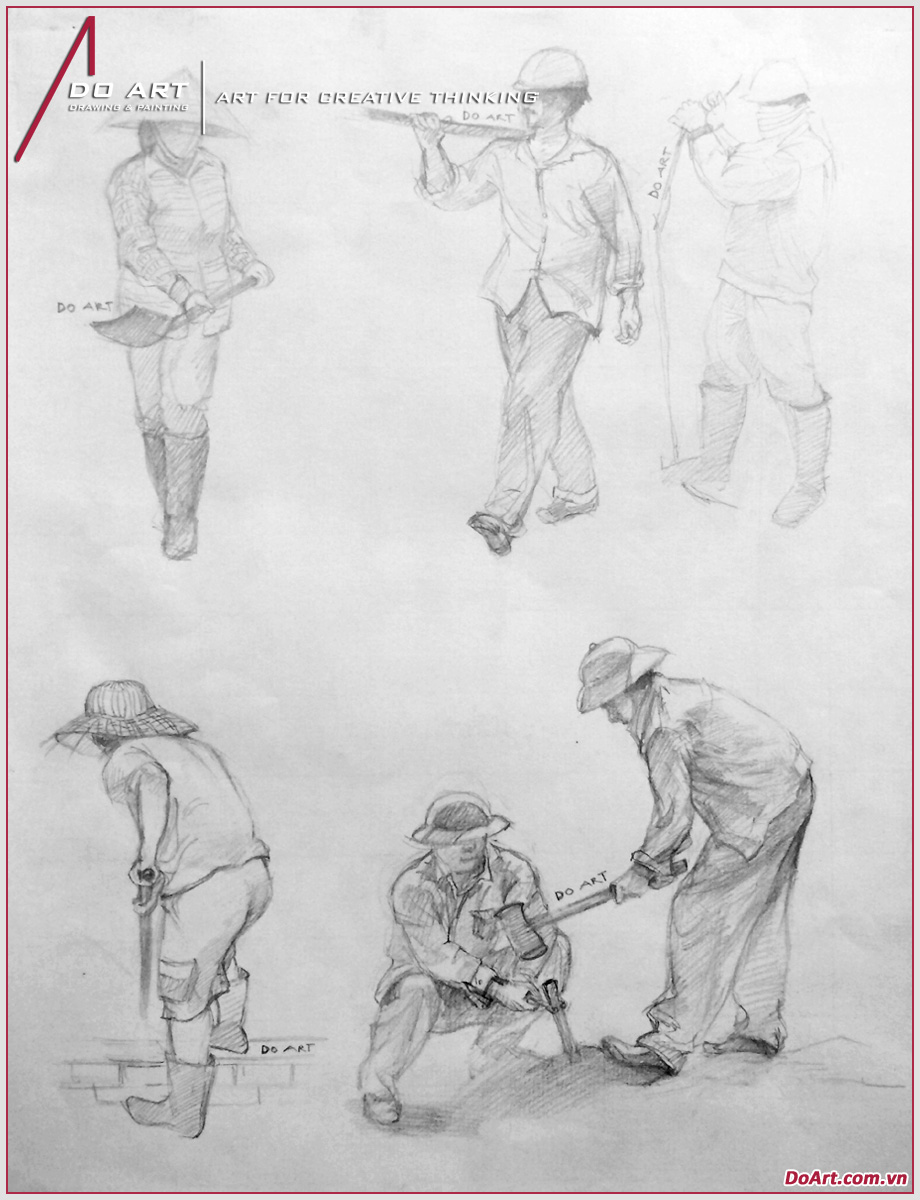 DO ART
DRAWING & PAINTING
ART FOR CREATIVE THINKING
DO ART
DO ART
DO ART
DO ART
DO ART
DoArt.com.vn